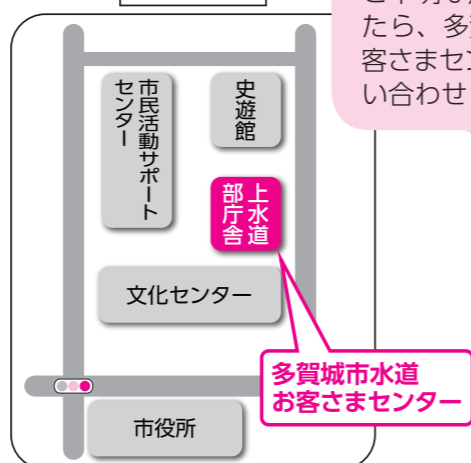 たら、多
客さまセン
い合わせ
市民活動サポート
センター
史遊館
上水道
部庁舎
文化センター
多賀城市水道
お客さまセンター
市役所